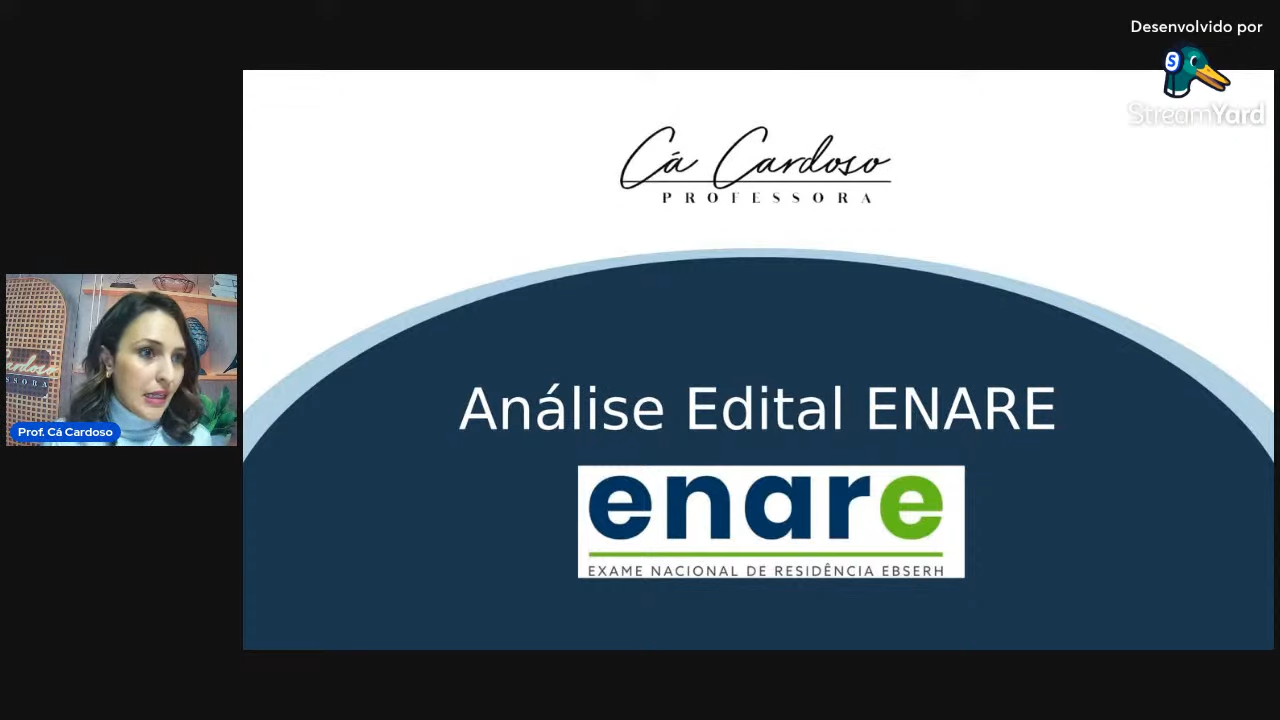 Desenvolvido por
S
StreamYard
Cá Cardoso
PROFESSORA
Análise Edital ENARE
enare
EXAME NACIONAL DE RESIDÊNCIA EBSERH
Prof. Cá Cardoso